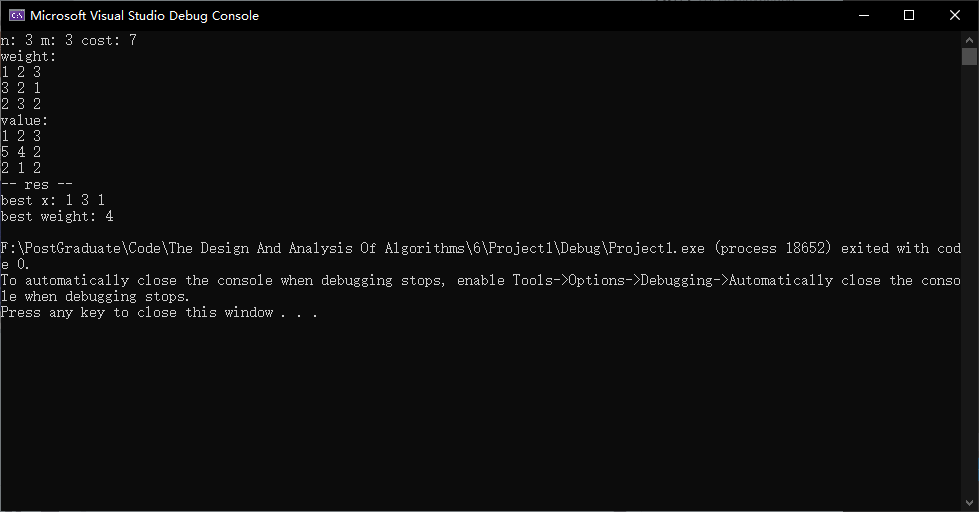 Microsoft Visual Studio Debug Console
n: 3 m: 3 cost: 7
weight:
1 2 3
3 2 1
2 3 2
value:
1 2 3
5 4 2
2 1 2
-- res --
best x: 1 3 1
best weight: 4
F:\PostGraduate\Code\The Design And Analysis Of Algorithms\6\Project1\Debug\Project1.exe (process 18652) exited with cod
e 0.
To automatically close the console when debugging stops, enable Tools->Options->Debugging->Automatically close the conso
le when debugging stops.
Press any key to close this window . . .